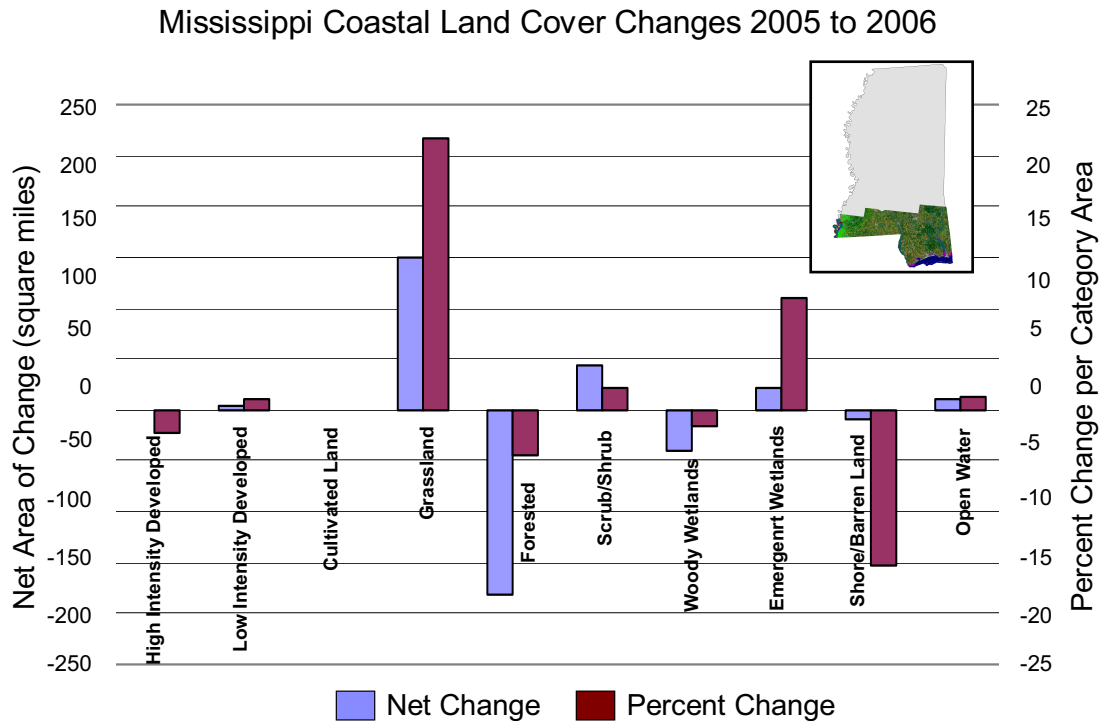 Mississippi Coastal Land Cover Changes 2005 to 2006
Net Area of Change (square miles)
250
200
150
100
50
0
-50
-100
-150
-200
-250
High Intensity Developed
Low Intensity Developed
Cultivated Land
Grassland
Forested
Scrub/Shrub
Woody Wetlands
Emergenrt Wetlands
Shore/Barren Land
Open Water
25
20
15
10
5
0
-5
-10
-15
-20
-25
Percent Change per Category Area
Net Change
Percent Change